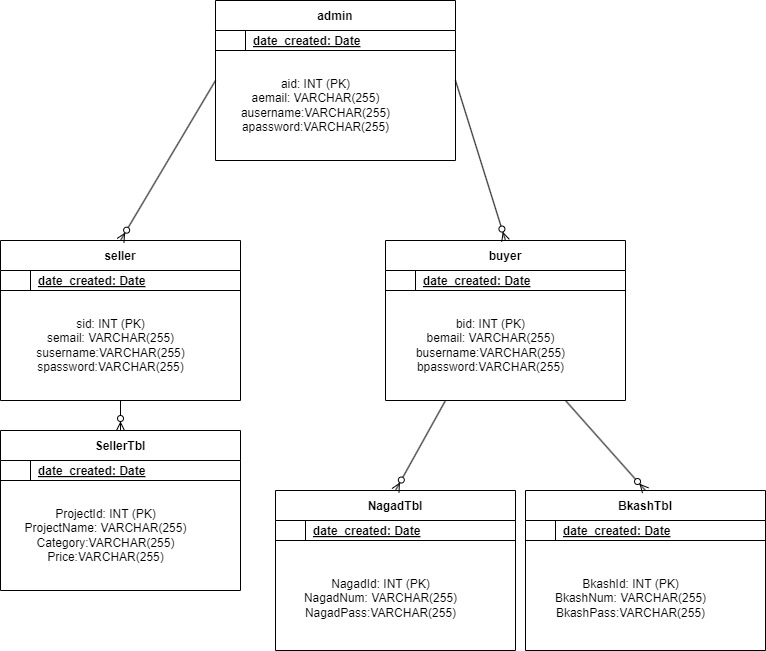 admin
date_created: Date
aid: INT (PK)
aemail: VARCHAR(255)
ausername:VARCHAR(255)
apassword:VARCHAR(255)
seller
date_created: Date
sid: INT (PK)
semail: VARCHAR(255)
susername:VARCHAR(255)
spassword:VARCHAR(255)
buyer
date_created: Date
bid: INT (PK)
bemail: VARCHAR(255)
busername:VARCHAR(255)
bpassword:VARCHAR(255)
SellerTbl
date_created: Date
ProjectId: INT (PK)
ProjectName: VARCHAR(255)
Category:VARCHAR(255)
Price:VARCHAR(255)
NagadTbl
date_created: Date
NagadId: INT (PK)
NagadNum: VARCHAR(255)
NagadPass:VARCHAR(255)
BkashTbl
date_created: Date
BkashId: INT (PK)
BkashNum: VARCHAR(255)
BkashPass:VARCHAR(255)